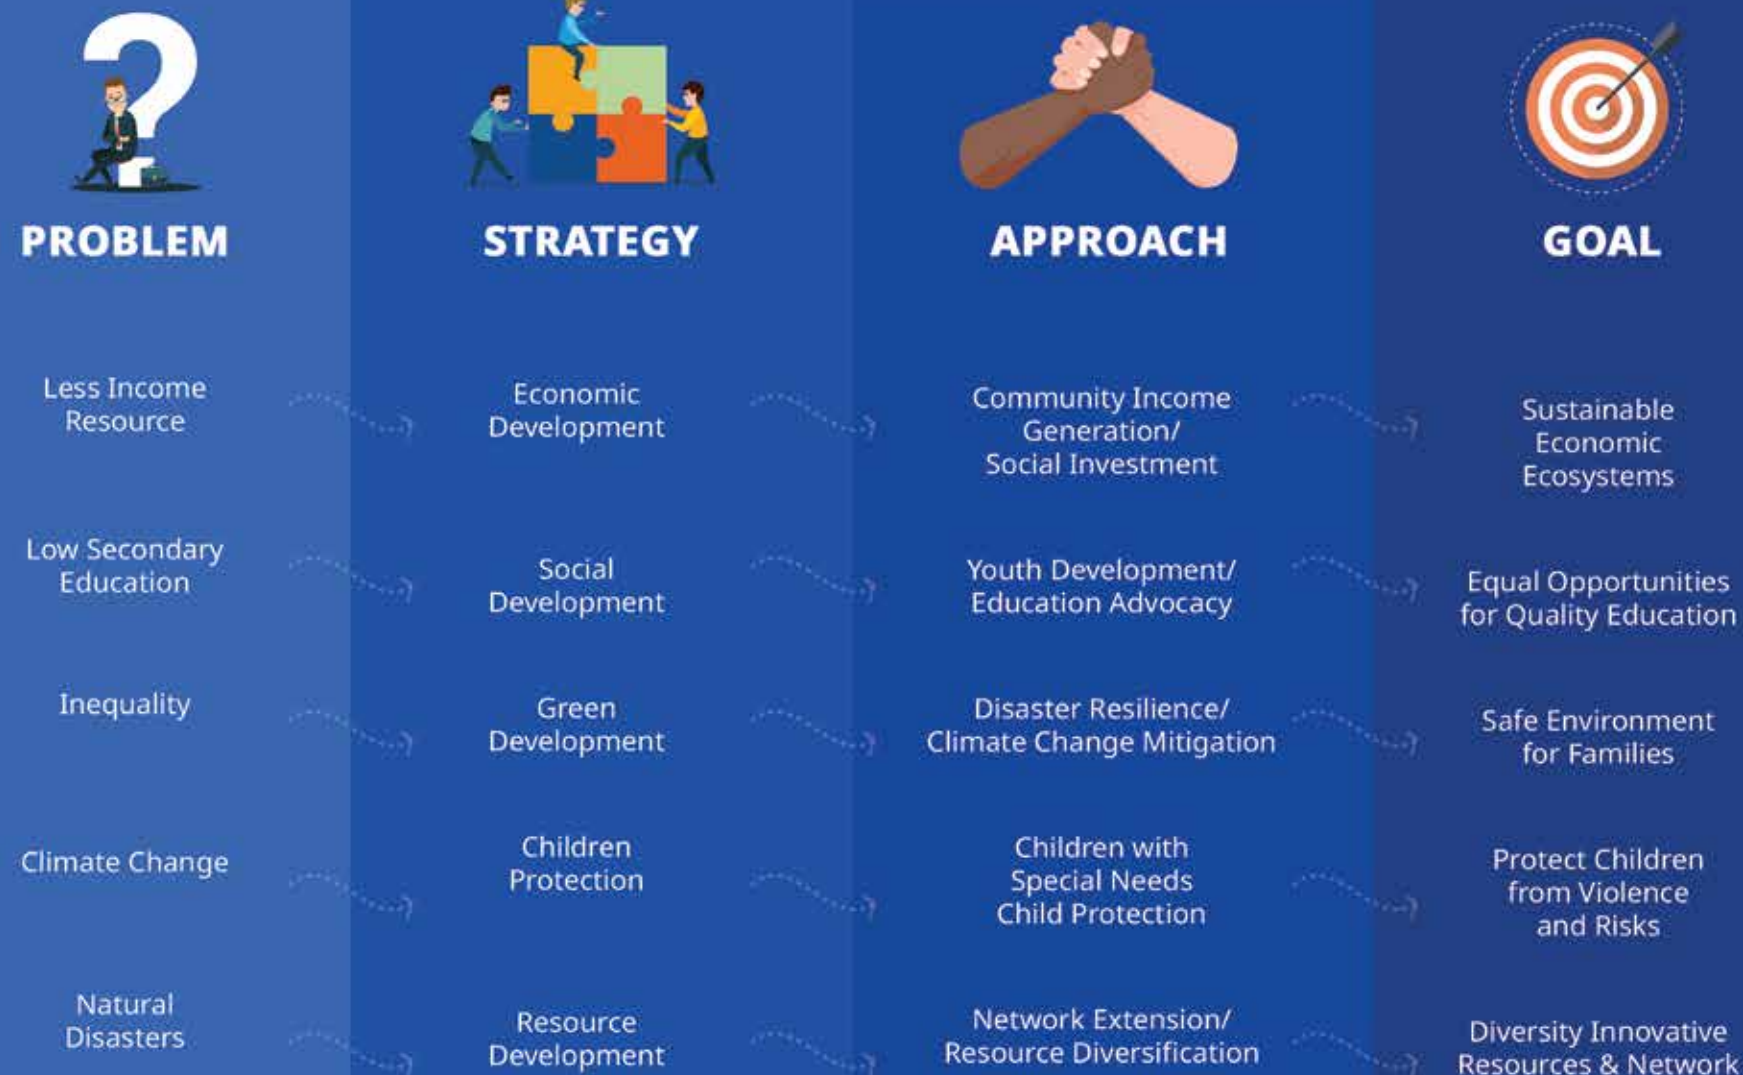 PROBLEM
STRATEGY
APPROACH
GOAL
Less Income
Resource
Economic
Development
Community Income
Generation/
Social Investment
Sustainable
Economic
Ecosystems
Low Secondary
Education
Social
Development
Youth Development/
Education Advocacy
Equal Opportunities
for Quality Education
Inequality
Green
Development
Disaster Resilience/
Climate Change Mitigation
Safe Environment
for Families
Climate Change
Children
Protection
Children with
Special Needs
Child Protection
Protect Children
from Violence
and Risks
Natural
Disasters
Resource
Development
Network Extension/
Resource Diversification
Diversity Innovative
Resources & Network